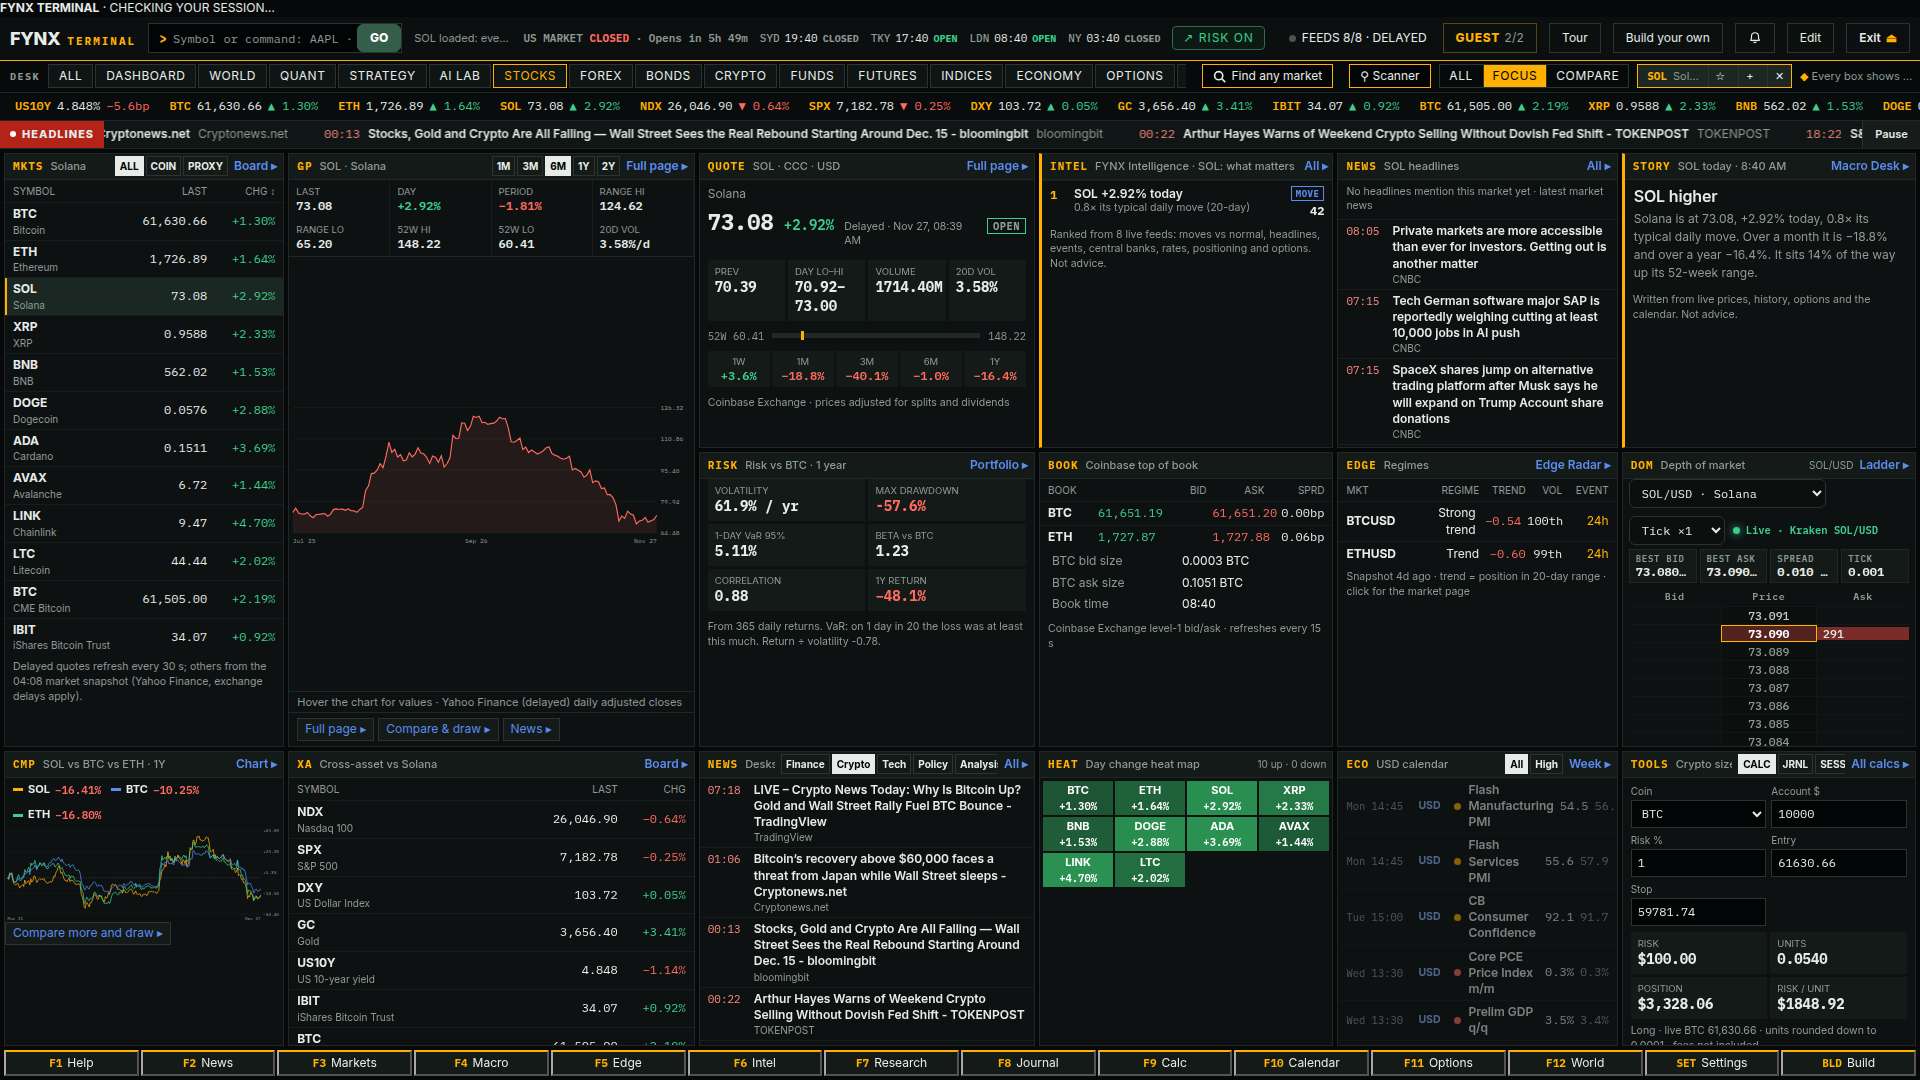 FYNX TERMINAL · CHECKING YOUR SESSION...
FYNX TERMINAL
> Symbol or command: AAPL ·
GO
SOL loaded: eve...
US MARKET CLOSED · Opens in 5h 49m
SYD 19:40 CLOSED TKY 17:40 OPEN LDN 08:40 OPEN NY 03:40 CLOSED
↗ RISK ON
FEEDS 8/8 · DELAYED
GUEST 2/2
Tour
Build your own
Edit
Exit
DESK ALL DASHBOARD WORLD QUANT STRATEGY AI LAB STOCKS FOREX BONDS CRYPTO FUNDS FUTURES INDICES ECONOMY OPTIONS
Find any market
Scanner
ALL FOCUS COMPARE
SOL Sol... ☆ + ×
◆ Every box shows ...
US10Y 4.848% −5.6bp BTC 61,630.66 ▲ 1.30% ETH 1,726.89 ▲ 1.64% SOL 73.08 ▲ 2.92% NDX 26,046.90 ▼ 0.64% SPX 7,182.78 ▼ 0.25% DXY 103.72 ▲ 0.05% GC 3,656.40 ▲ 3.41% IBIT 34.07 ▲ 0.92% BTC 61,505.00 ▲ 2.19% XRP 0.9588 ▲ 2.33% BNB 562.02 ▲ 1.53% DOGE
HEADLINES
ryptonews.net Cryptonews.net 00:13 Stocks, Gold and Crypto Are All Falling — Wall Street Sees the Real Rebound Starting Around Dec. 15 - bloomingbit bloomingbit 00:22 Arthur Hayes Warns of Weekend Crypto Selling Without Dovish Fed Shift - TOKENPOST TOKENPOST 18:22
Pause
MKTS Solana ALL COIN PROXY Board ▸
SYMBOL LAST CHG ↕
BTC 61,630.66 +1.30%
Bitcoin
ETH 1,726.89 +1.64%
Ethereum
SOL 73.08 +2.92%
Solana
XRP 0.9588 +2.33%
XRP
BNB 562.02 +1.53%
BNB
DOGE 0.0576 +2.88%
Dogecoin
ADA 0.1511 +3.69%
Cardano
AVAX 6.72 +1.44%
Avalanche
LINK 9.47 +4.70%
Chainlink
LTC 44.44 +2.02%
Litecoin
BTC 61,505.00 +2.19%
CME Bitcoin
IBIT 34.07 +0.92%
iShares Bitcoin Trust
Delayed quotes refresh every 30 s; others from the
04:08 market snapshot (Yahoo Finance, exchange
delays apply).
GP SOL · Solana 1M 3M 6M 1Y 2Y Full page ▸
LAST DAY PERIOD RANGE HI
73.08 +2.92% −1.81% 124.62
RANGE LO 52W HI 52W LO 20D VOL
65.20 148.22 60.41 3.58%/d
126.32
110.86
95.40
79.94
64.48
Jul 25 Sep 26 Nov 27
Hover the chart for values · Yahoo Finance (delayed) daily adjusted closes
Full page ▸ Compare & draw ▸ News ▸
QUOTE SOL · CCC · USD Full page ▸
Solana
73.08 +2.92% Delayed · Nov 27, 08:39 AM OPEN
PREV DAY LO–HI VOLUME 20D VOL
70.39 70.92–73.00 1714.40M 3.58%
52W 60.41 148.22
1W 1M 3M 6M 1Y
+3.6% −18.8% −40.1% −1.0% −16.4%
Coinbase Exchange · prices adjusted for splits and dividends
INTEL FYNX Intelligence · SOL: what matters All ▸
1 SOL +2.92% today MOVE
0.8× its typical daily move (20-day) 42
Ranked from 8 live feeds: moves vs normal, headlines,
events, central banks, rates, positioning and options.
Not advice.
NEWS SOL headlines All ▸
No headlines mention this market yet · latest market
news
08:05 Private markets are more accessible
than ever for investors. Getting out is
another matter
CNBC
07:15 Tech German software major SAP is
reportedly weighing cutting at least
10,000 jobs in AI push
CNBC
07:15 SpaceX shares jump on alternative
trading platform after Musk says he
will expand on Trump Account share
donations
CNBC
STORY SOL today · 8:40 AM Macro Desk ▸
SOL higher
Solana is at 73.08, +2.92% today, 0.8× its
typical daily move. Over a month it is −18.8%
and over a year −16.4%. It sits 14% of the way
up its 52-week range.
Written from live prices, history, options and the
calendar. Not advice.
RISK Risk vs BTC · 1 year Portfolio ▸
VOLATILITY MAX DRAWDOWN
61.9% / yr −57.6%
1-DAY VaR 95% BETA vs BTC
5.11% 1.23
CORRELATION 1Y RETURN
0.88 −48.1%
From 365 daily returns. VaR: on 1 day in 20 the loss was at least
this much. Return ÷ volatility -0.78.
BOOK Coinbase top of book
BOOK BID ASK SPRD
BTC 61,651.19 61,651.20 0.00bp
ETH 1,727.87 1,727.88 0.06bp
BTC bid size 0.0003 BTC
BTC ask size 0.1051 BTC
Book time 08:40
Coinbase Exchange level-1 bid/ask · refreshes every 15
s
EDGE Regimes Edge Radar ▸
MKT REGIME TREND VOL EVENT
BTCUSD Strong trend −0.54 100th 24h
ETHUSD Trend −0.60 99th 24h
Snapshot 4d ago · trend = position in 20-day range ·
click for the market page
DOM Depth of market SOL/USD Ladder ▸
SOL/USD · Solana
Tick ×1 Live · Kraken SOL/USD
BEST BID BEST ASK SPREAD TICK
73.080… 73.090… 0.010 … 0.001
Bid Price Ask
73.091
73.090 291
73.089
73.088
73.087
73.086
73.085
73.084
CMP SOL vs BTC vs ETH · 1Y Chart ▸
SOL −16.41% BTC −10.25%
ETH −16.80%
Compare more and draw ▸
XA Cross-asset vs Solana Board ▸
SYMBOL LAST CHG
NDX 26,046.90 −0.64%
Nasdaq 100
SPX 7,182.78 −0.25%
S&P 500
DXY 103.72 +0.05%
US Dollar Index
GC 3,656.40 +3.41%
Gold
US10Y 4.848 −1.14%
US 10-year yield
IBIT 34.07 +0.92%
iShares Bitcoin Trust
BTC 61,505.00 +2.19%
NEWS Desk: Finance Crypto Tech Policy Analysi All ▸
07:18 LIVE – Crypto News Today: Why Is Bitcoin Up?
Gold and Wall Street Rally Fuel BTC Bounce -
TradingView
TradingView
01:06 Bitcoin's recovery above $60,000 faces a
threat from Japan while Wall Street sleeps -
Cryptonews.net
Cryptonews.net
00:13 Stocks, Gold and Crypto Are All Falling — Wall
Street Sees the Real Rebound Starting Around
Dec. 15 - bloomingbit
bloomingbit
00:22 Arthur Hayes Warns of Weekend Crypto
Selling Without Dovish Fed Shift - TOKENPOST
TOKENPOST
HEAT Day change heat map 10 up · 0 down
BTC ETH SOL XRP
+1.30% +1.64% +2.92% +2.33%
BNB DOGE ADA AVAX
+1.53% +2.88% +3.69% +1.44%
LINK LTC
+4.70% +2.02%
ECO USD calendar All High Week ▸
Mon 14:45 USD Flash Manufacturing PMI 54.5 56.
Mon 14:45 USD Flash Services PMI 55.6 57.9
Tue 15:00 USD CB Consumer Confidence 92.1 91.7
Wed 13:30 USD Core PCE Price Index m/m 0.3% 0.3%
Wed 13:30 USD Prelim GDP q/q 3.5% 3.4%
TOOLS Crypto size CALC JRNL SESS All calcs ▸
Coin Account $
BTC 10000
Risk % Entry
1 61630.66
Stop
59781.74
RISK UNITS
$100.00 0.0540
POSITION RISK / UNIT
$3,328.06 $1848.92
Long · live BTC 61,630.66 · units rounded down to
0.0001 · fees not included
F1 Help F2 News F3 Markets F4 Macro F5 Edge F6 Intel F7 Research F8 Journal F9 Calc F10 Calendar F11 Options F12 World SET Settings BLD Build